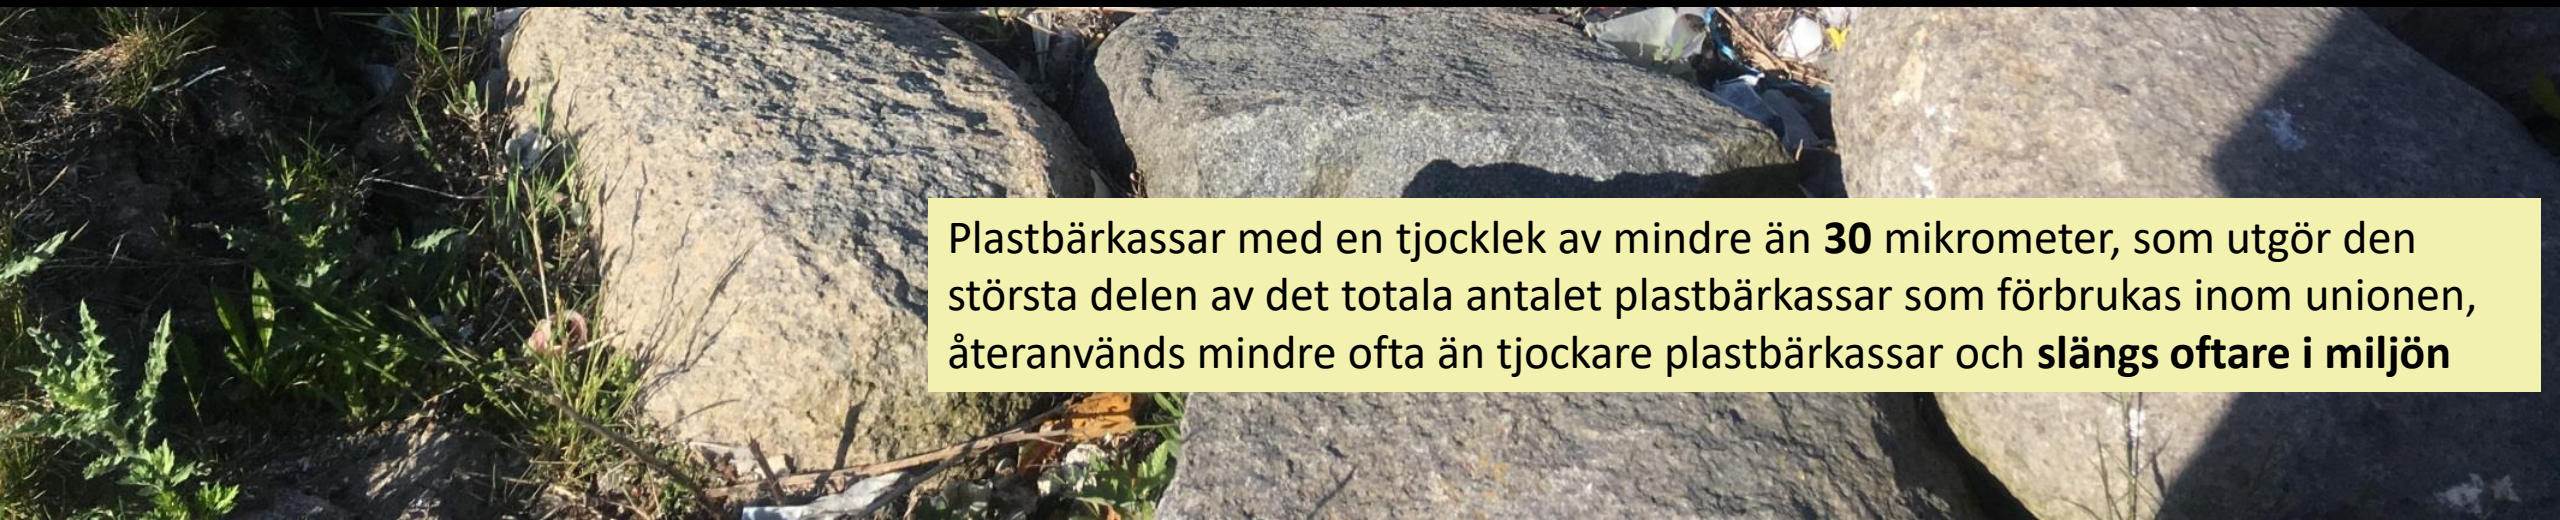 Plastbärkassar med en tjocklek av mindre än 30 mikrometer, som utgör den
största delen av det totala antalet plastbärkassar som förbrukas inom unionen,
återanvänds mindre ofta än tjockare plastbärkassar och slängs oftare i miljön